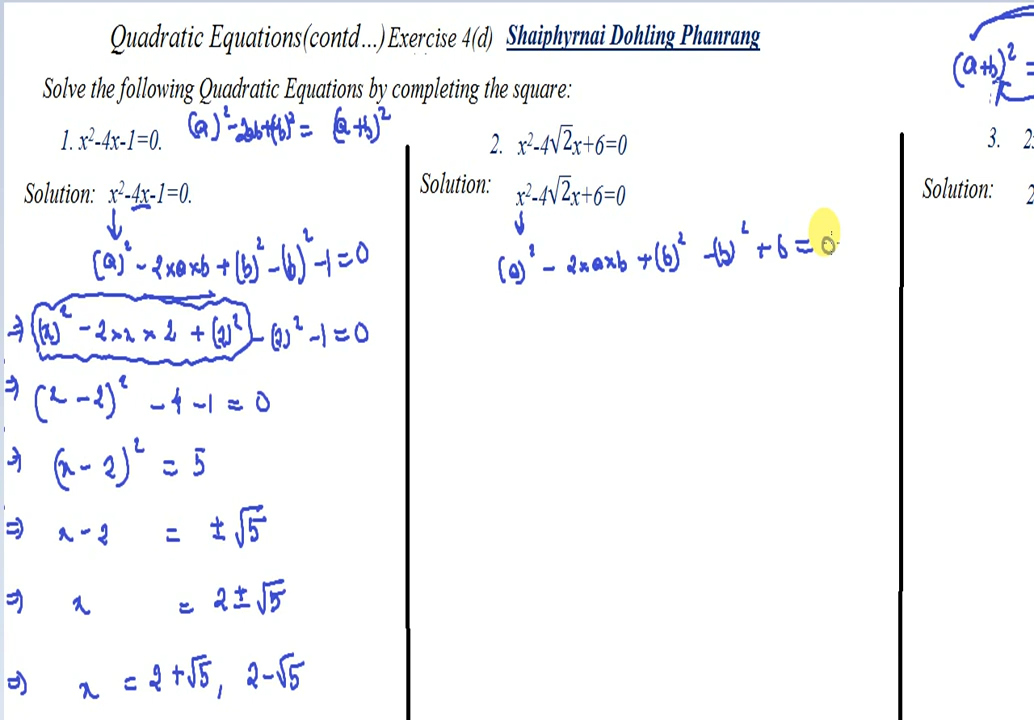 Quadratic Equations(contd...) Exercise 4(d) Shaiphyrnai Dohling Phanrang
(a+b)² =
Solve the following Quadratic Equations by completing the square:
1. x²-4x-1=0. (a)²-2ab+(b)² = (a±b)²
Solution: x²-4x-1=0.
(a)² - 2×a×b + (b)² - (b)² -1 = 0
⇒ (x)² - 2×x×2 + (2)² - (2)² -1 = 0
⇒ (x-2)² -4 -1 = 0
⇒ (x-2)² = 5
⇒ x-2 = ±√5
⇒ x = 2±√5
⇒ x = 2+√5, 2-√5
2. x²-4√2x+6=0
Solution: x²-4√2x+6=0
(a)² - 2×a×b + (b)² - (b)² + 6 = 0
3. 2
Solution: 2